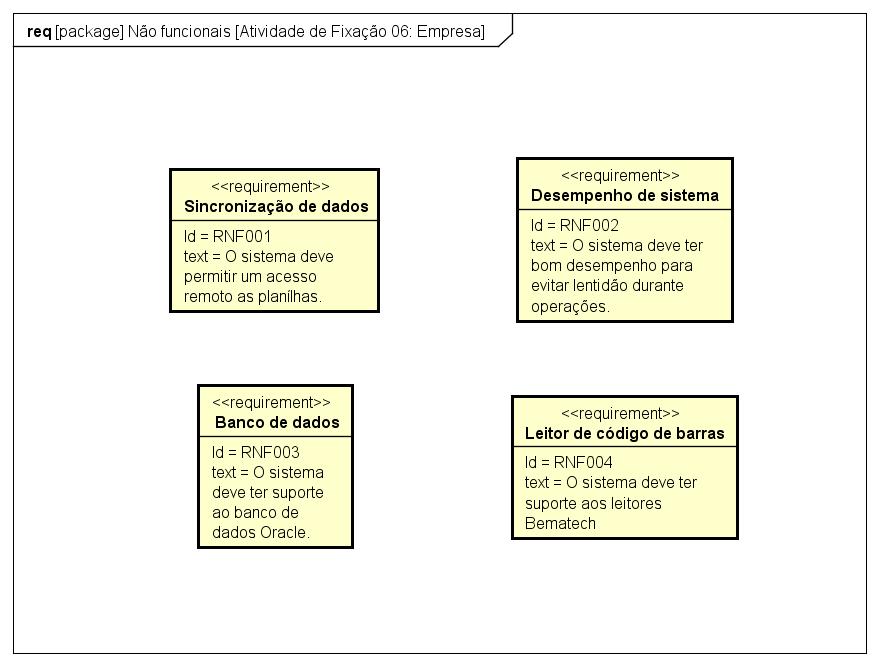 req [package] Não funcionais [Atividade de Fixação 06: Empresa]
<<requirement>>
Sincronização de dados
Id = RNF001
text = O sistema deve
permitir um acesso
remoto as planílhas.
<<requirement>>
Desempenho de sistema
Id = RNF002
text = O sistema deve ter
bom desempenho para
evitar lentidão durante
operações.
<<requirement>>
Banco de dados
Id = RNF003
text = O sistema
deve ter suporte
ao banco de
dados Oracle.
<<requirement>>
Leitor de código de barras
Id = RNF004
text = O sistema deve ter
suporte aos leitores
Bematech